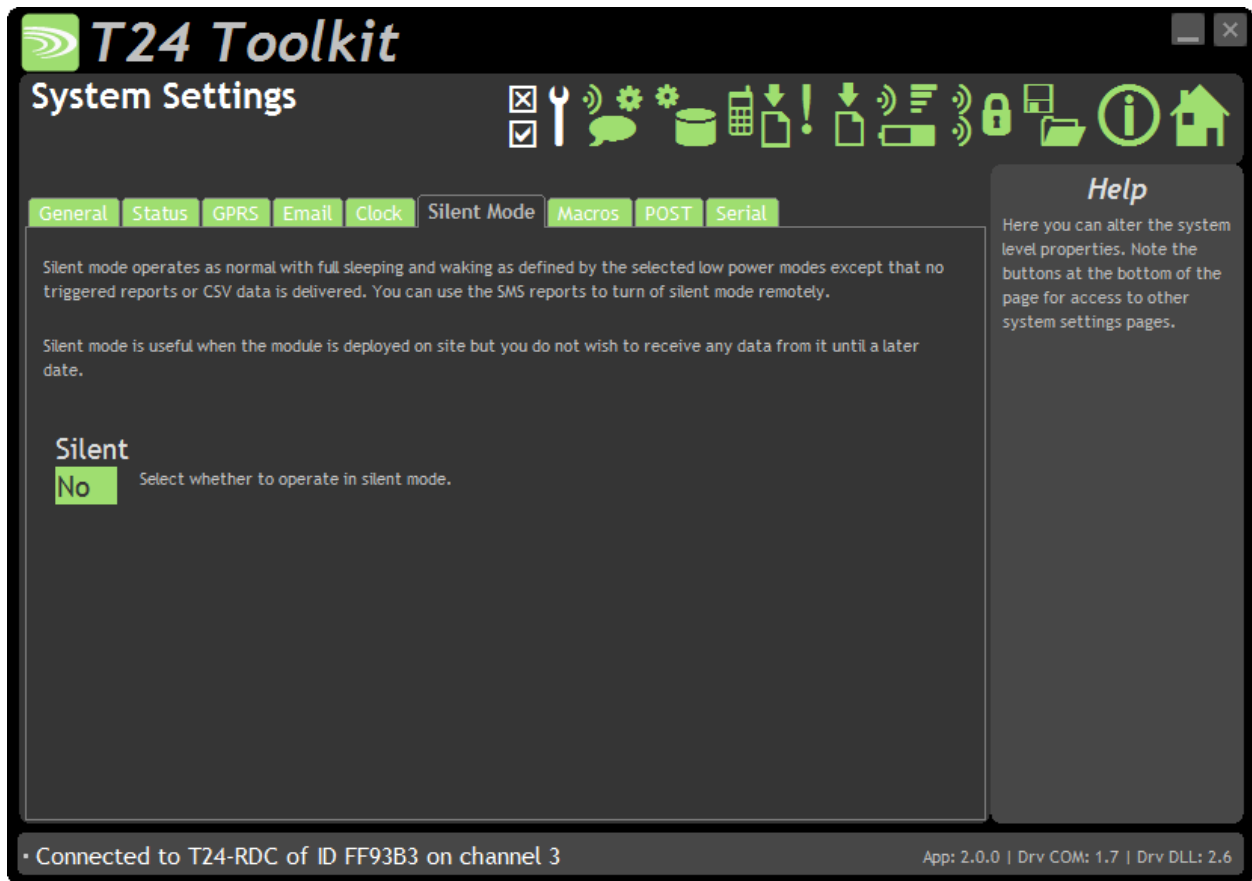 T24 Toolkit
System Settings
General Status GPRS Email Clock Silent Mode Macros POST Serial
Silent mode operates as normal with full sleeping and waking as defined by the selected low power modes except that no
triggered reports or CSV data is delivered. You can use the SMS reports to turn of silent mode remotely.
Silent mode is useful when the module is deployed on site but you do not wish to receive any data from it until a later
date.
Silent
No
Select whether to operate in silent mode.
Help
Here you can alter the system
level properties. Note the
buttons at the bottom of the
page for access to other
system settings pages.
Connected to T24-RDC of ID FF93B3 on channel 3
App: 2.0.0 | Drv COM: 1.7 | Drv DLL: 2.6